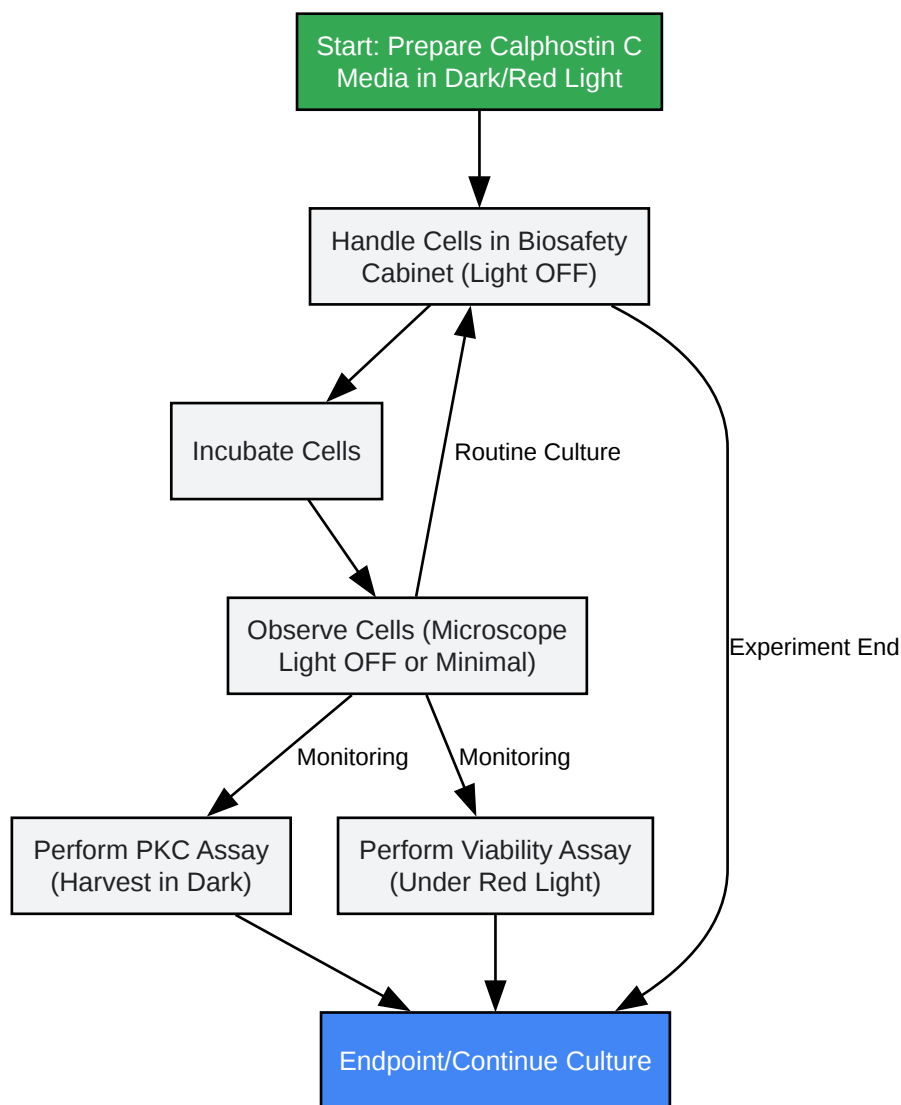 Start: Prepare Calphostin C
Media in Dark/Red Light
Handle Cells in Biosafety
Cabinet (Light OFF)
Incubate Cells
Routine Culture
Observe Cells (Microscope
Light OFF or Minimal)
Experiment End
Monitoring
Monitoring
Perform PKC Assay
(Harvest in Dark)
Perform Viability Assay
(Under Red Light)
Endpoint/Continue Culture